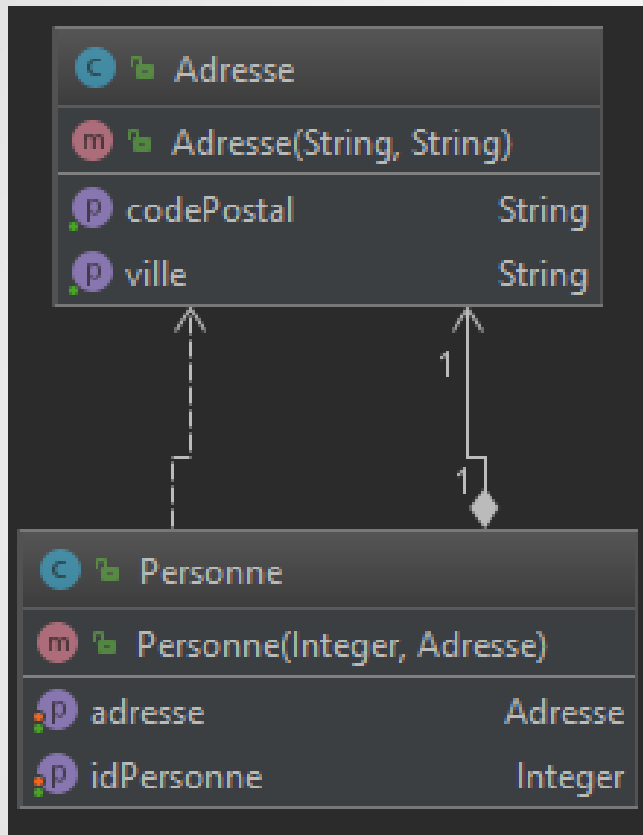 C Adresse
m Adresse(String, String)
p codePostal String
p ville String
1
1
C Personne
m Personne(Integer, Adresse)
p adresse Adresse
p idPersonne Integer